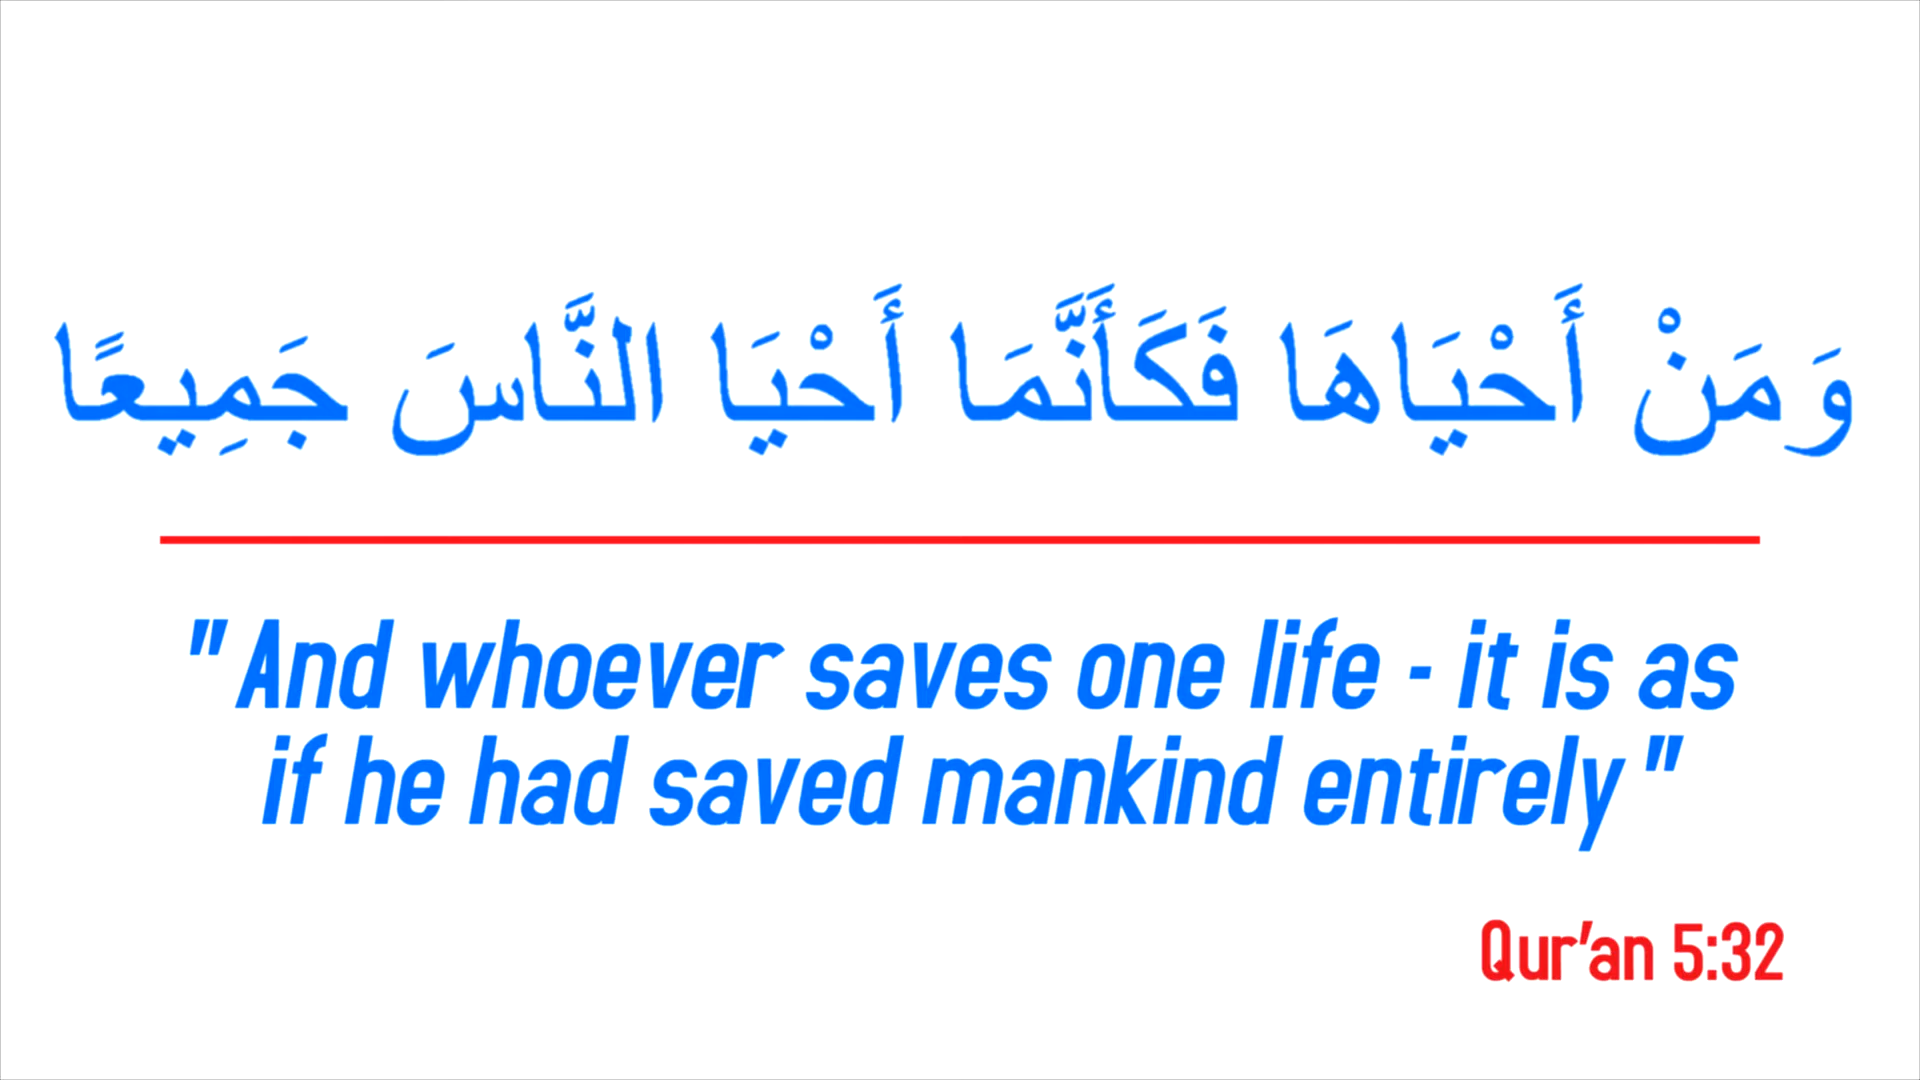 وَمَنْ أَحْيَاهَا فَكَأَنَّمَا أَحْيَا النَّاسَ جَمِيعًا
"And whoever saves one life - it is as
if he had saved mankind entirely"
Qur'an 5:32